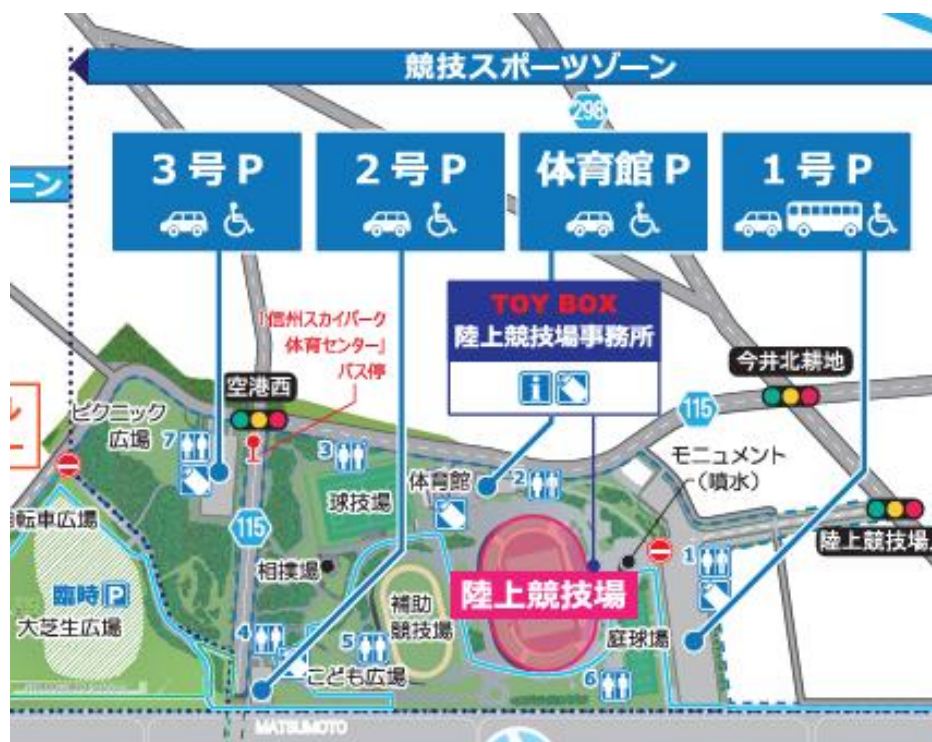 競技スポーツゾーン
ーン
298
3号P
2号P
体育館 P
1号P
TOY BOX
陸上競技場事務所
i
「信州スカイパーク
体育センター」
バス停
空港西
今井北耕地
115
ピクニック
広場
7
3
2
体育館
球技場
モニュメント
(噴水)
転車広場
115
相撲場
陸上競技場
1
臨時 P
大芝生広場
補助
競技場
陸上競技場
4
5
こども広場
庭球場
6
MATSUMOTO